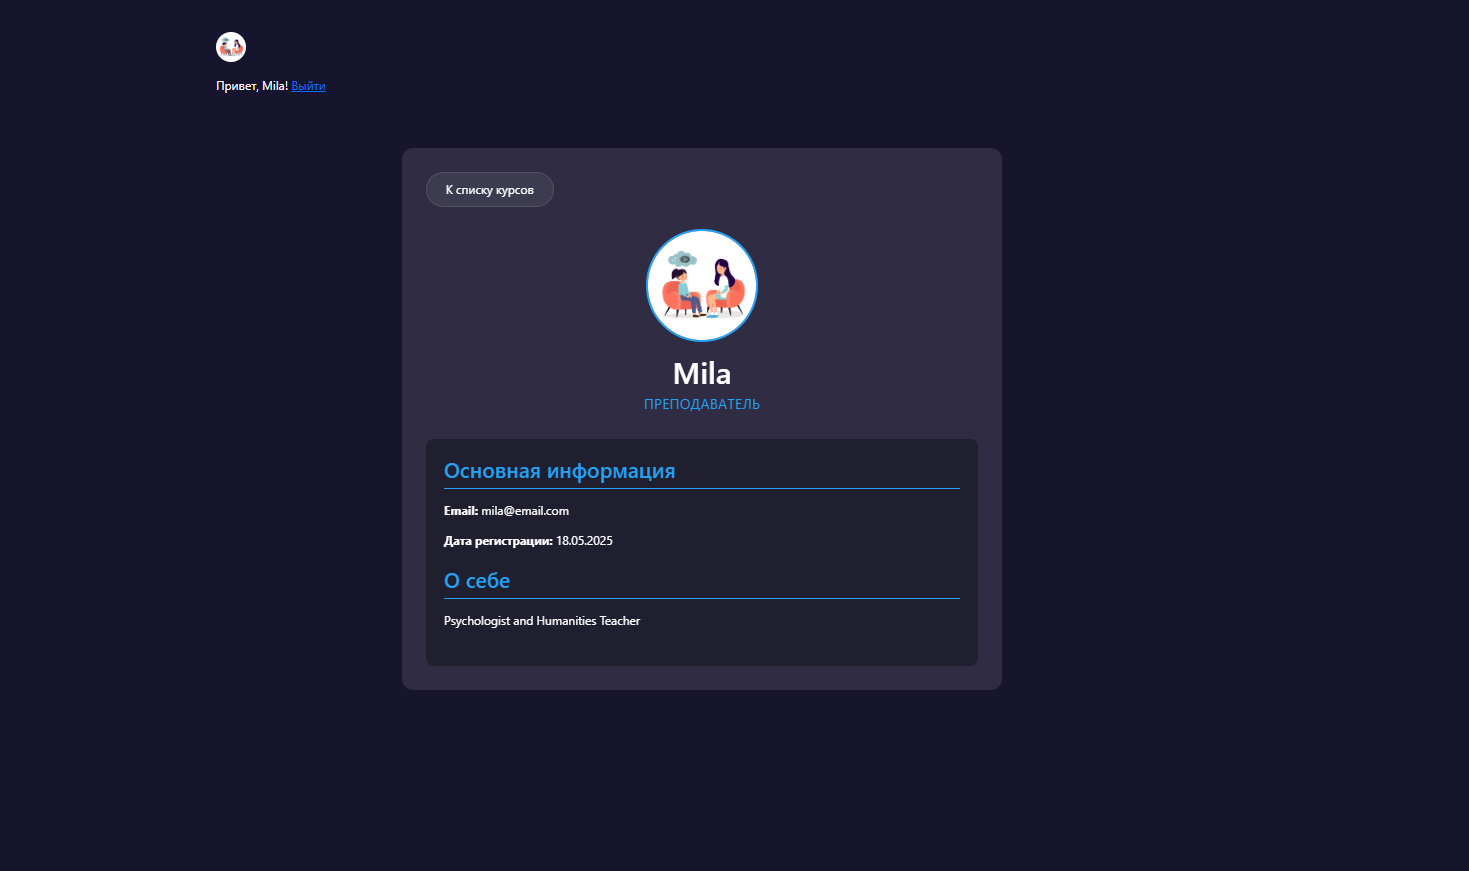 Привет, Mila! Выйти
К списку курсов
Mila
ПРЕПОДАВАТЕЛЬ
Основная информация
Email: mila@email.com
Дата регистрации: 18.05.2025
О себе
Psychologist and Humanities Teacher